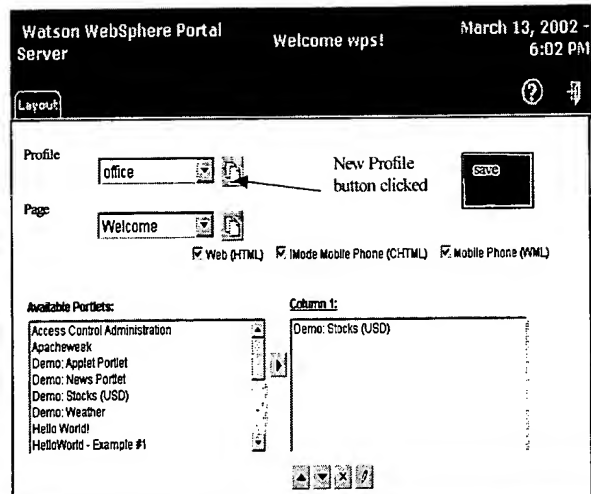 Watson WebSphere Portal Server
Welcome wps!
March 13, 2002 - 6:02 PM
?
Layout
Profile
office
New Profile button clicked
save
Page
Welcome
Web (HTML)
iMode Mobile Phone (CHTML)
Mobile Phone (WML)
Available Portlets:
Access Control Administration
Apacheweek
Demo: Applet Portlet
Demo: News Portlet
Demo: Stocks (USD)
Demo: Weather
Hello World!
HelloWorld - Example #1
Column 1:
Demo: Stocks (USD)